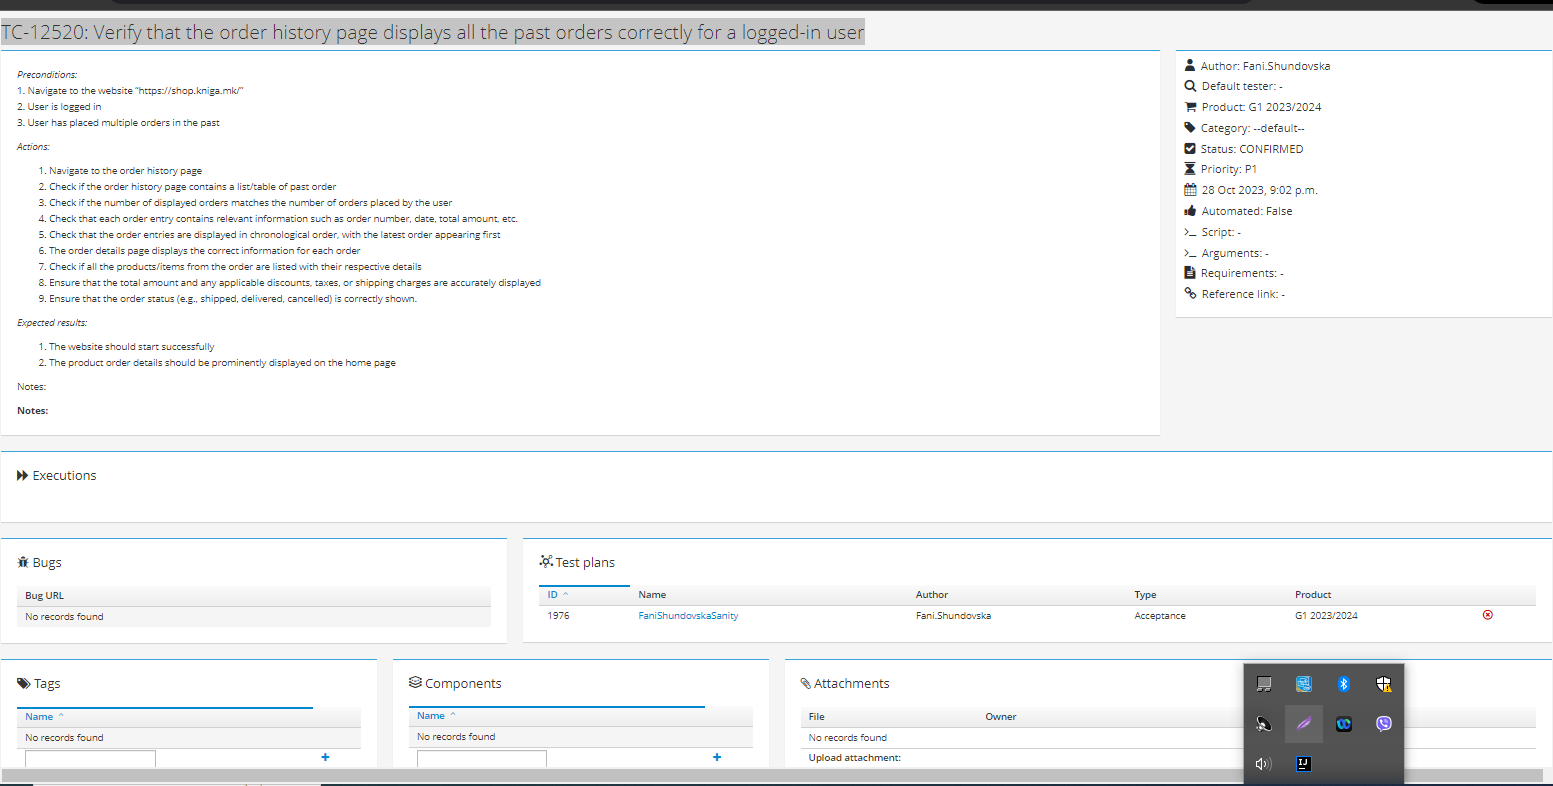 TC-12520: Verify that the order history page displays all the past orders correctly for a logged-in user
Preconditions:
1. Navigate to the website "https://shop.kniga.mk/"
2. User is logged in
3. User has placed multiple orders in the past
Actions:
1. Navigate to the order history page
2. Check if the order history page contains a list/table of past order
3. Check if the number of displayed orders matches the number of orders placed by the user
4. Check that each order entry contains relevant information such as order number, date, total amount, etc.
5. Check that the order entries are displayed in chronological order, with the latest order appearing first
6. The order details page displays the correct information for each order
7. Check if all the products/items from the order are listed with their respective details
8. Ensure that the total amount and any applicable discounts, taxes, or shipping charges are accurately displayed
9. Ensure that the order status (e.g., shipped, delivered, cancelled) is correctly shown.
Expected results:
1. The website should start successfully
2. The product order details should be prominently displayed on the home page
Notes:
Notes:
Author: Fani.Shundovska
Default tester: -
Product: G1 2023/2024
Category: --default--
Status: CONFIRMED
Priority: P1
28 Oct 2023, 9:02 p.m.
Automated: False
Script: -
Arguments: -
Requirements: -
Reference link: -
Executions
Bugs
Bug URL
No records found
Test plans
ID Name Author Type Product
1976 FaniShundovskaSanity Fani.Shundovska Acceptance G1 2023/2024
Tags
Name
No records found
Components
Name
No records found
Attachments
File Owner
No records found
Upload attachment:
IJ